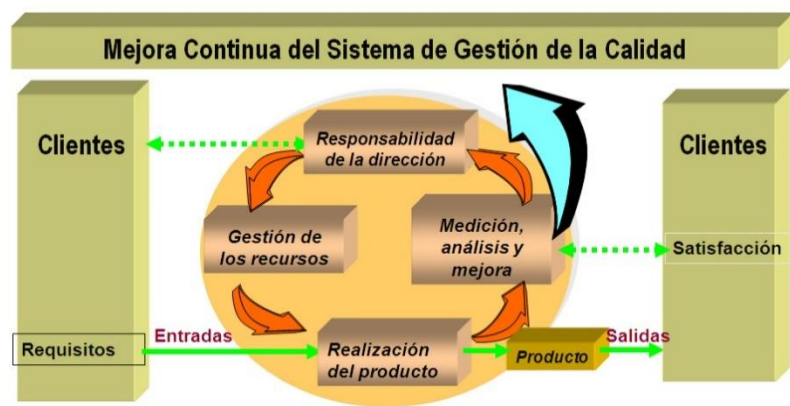 Mejora Continua del Sistema de Gestión de la Calidad
Clientes
Responsabilidad
de la dirección
Clientes
Gestión de
los recursos
Medición,
análisis y
mejora
Satisfacción
Requisitos
Entradas
Realización
del producto
Producto
Salidas